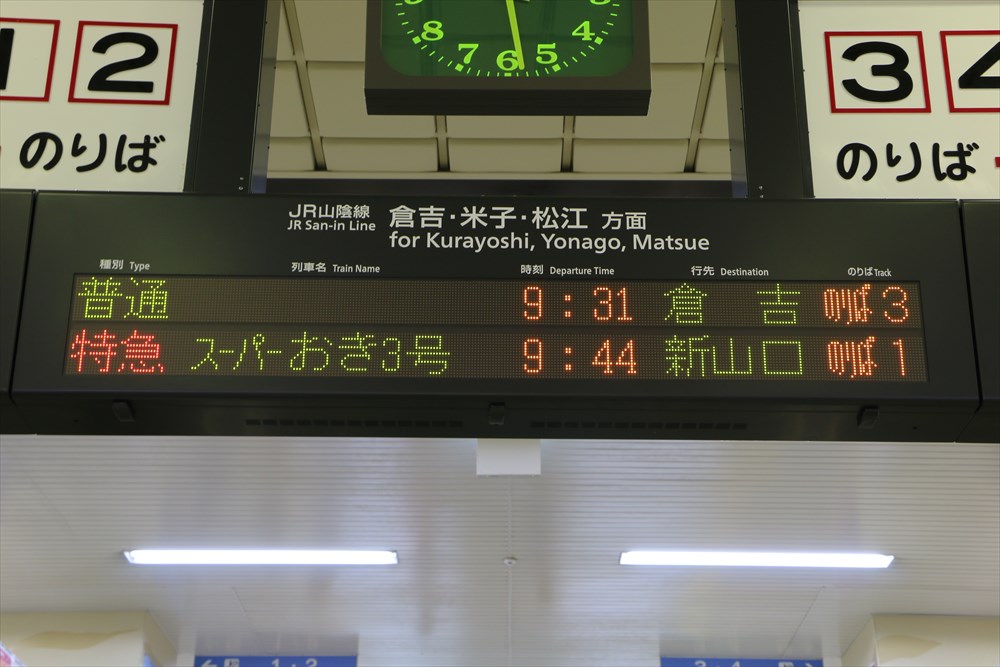 2
のりば
3
のりば
8 7 6 5 4
JR山陰線 倉吉・米子・松江 方面
JR San-in Line for Kurayoshi, Yonago, Matsue
種別 Type 列車名 Train Name 時刻 Departure Time 行先 Destination のりば Track
普通 9:31 倉 吉 のりば 3
特急 スーパーおき3号 9:44 新山口 のりば 1